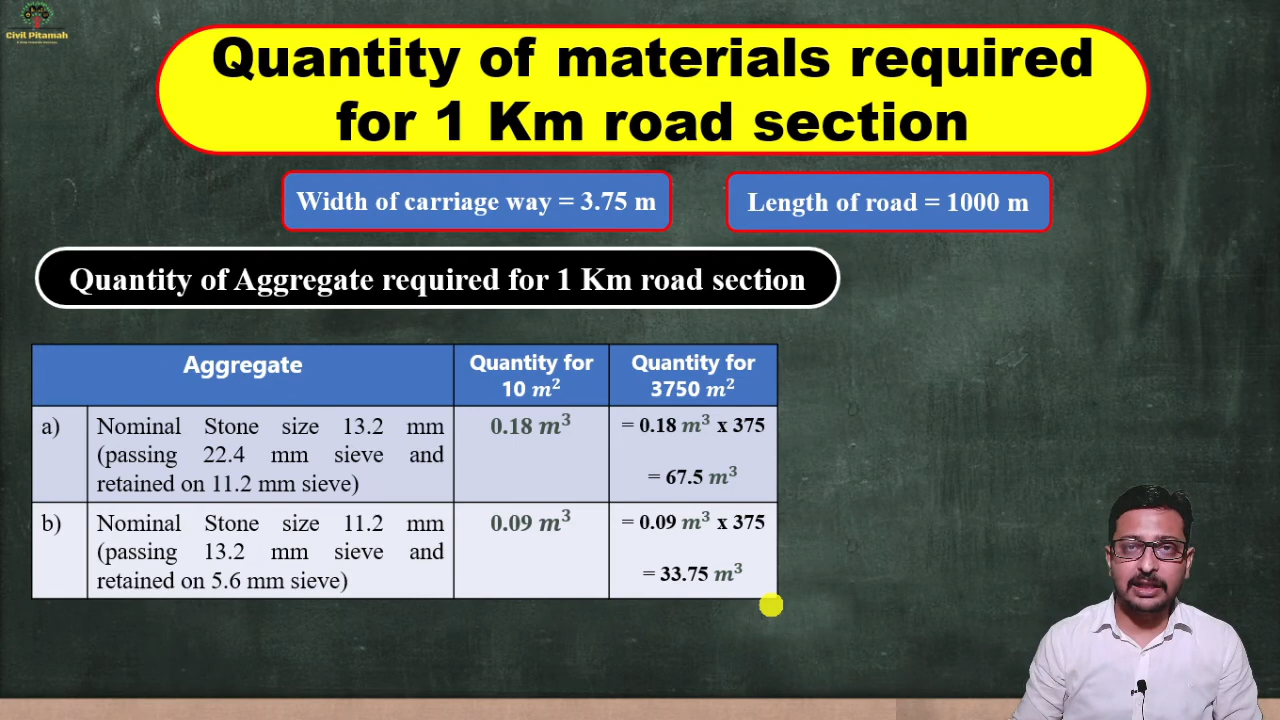 Civil Pitamah
Quantity of materials required
for 1 Km road section
Width of carriage way = 3.75 m
Length of road = 1000 m
Quantity of Aggregate required for 1 Km road section
Aggregate
Quantity for
10 m²
Quantity for
3750 m²
a)
Nominal Stone size 13.2 mm
(passing 22.4 mm sieve and
retained on 11.2 mm sieve)
0.18 m³
= 0.18 m³ x 375
= 67.5 m³
b)
Nominal Stone size 11.2 mm
(passing 13.2 mm sieve and
retained on 5.6 mm sieve)
0.09 m³
= 0.09 m³ x 375
= 33.75 m³